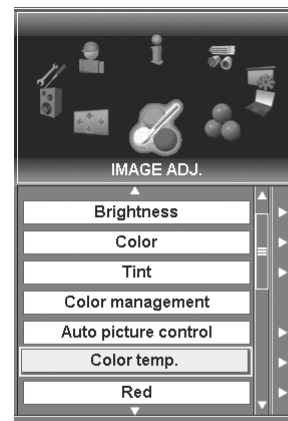 IMAGE ADJ.
Brightness
Color
Tint
Color management
Auto picture control
Color temp.
Red